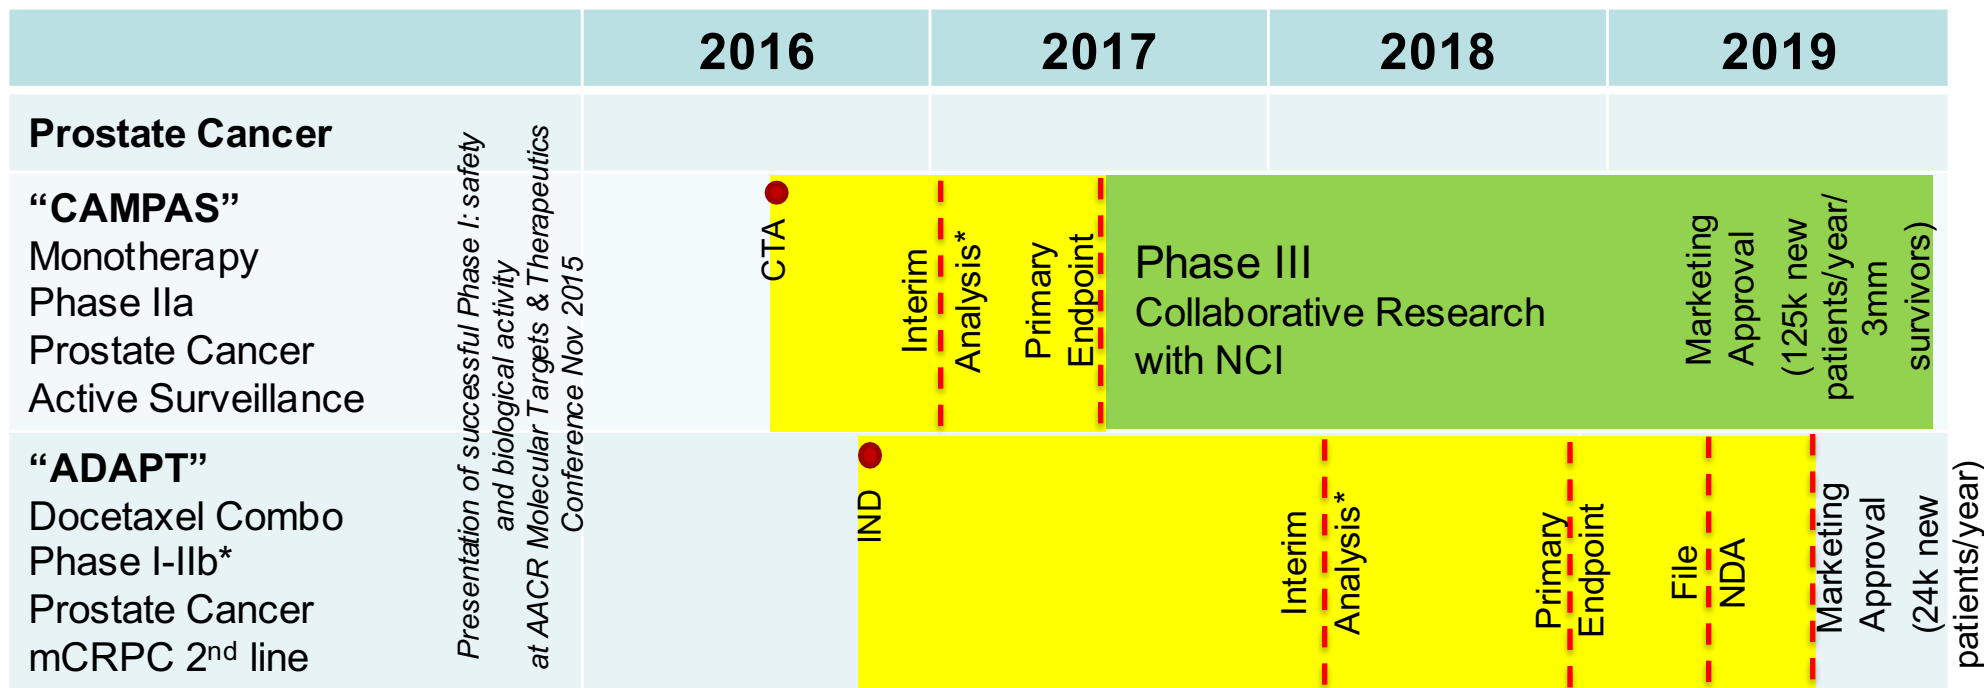 2016 2017 2018 2019
Prostate Cancer
Presentation of successful Phase I: safety
and biological activity
at AACR Molecular Targets & Therapeutics
Conference Nov 2015
“CAMPAS”
Monotherapy
Phase IIa
Prostate Cancer
Active Surveillance
CTA
Interim
Analysis*
Primary
Endpoint
Phase III
Collaborative Research
with NCI
Marketing
Approval
(125k new
patients/year/
3mm
survivors)
“ADAPT”
Docetaxel Combo
Phase I-IIb*
Prostate Cancer
mCRPC 2nd line
IND
Interim
Analysis*
Primary
Endpoint
File
NDA
Marketing
Approval
(24k new
patients/year)